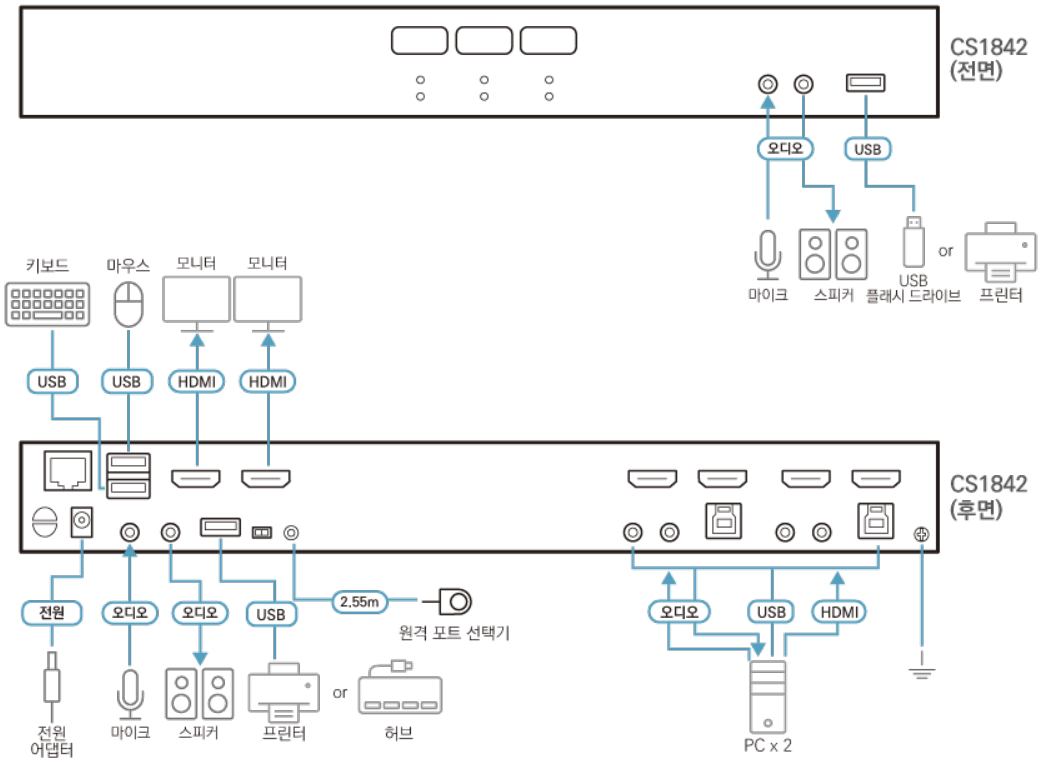 CS1842
(전면)
오디오
USB
마이크
스피커
USB
플래시 드라이브
or
프린터
키보드
마우스
모니터
모니터
USB
USB
HDMI
HDMI
CS1842
(후면)
전원
오디오
오디오
USB
2.55m
원격 포트 선택기
오디오
USB
HDMI
전원
어댑터
마이크
스피커
프린터
or
허브
PC x 2